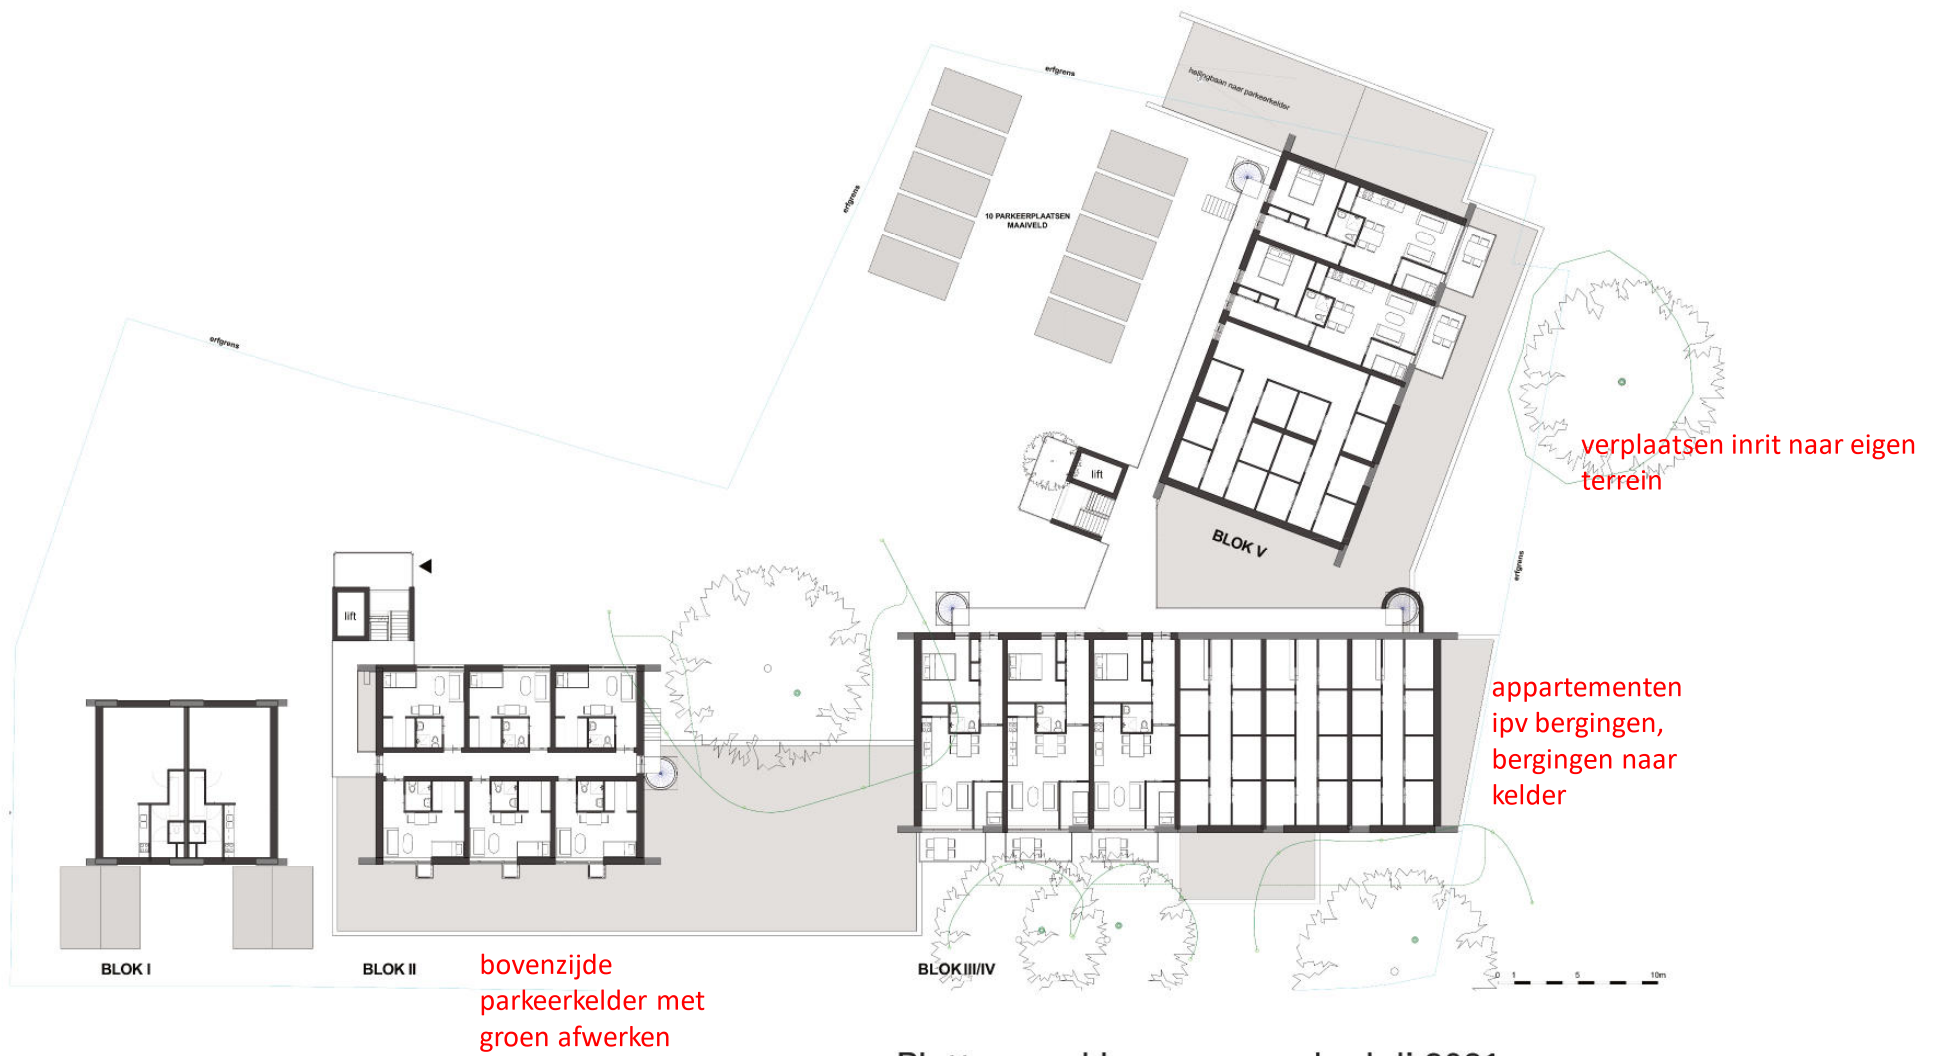 erfgrens
hellingbaan naar parkeerkelder
erfgrens
10 PARKEERPLAATSEN
MAAIVELD
erfgrens
verplaatsen inrit naar eigen
terrein
lift
BLOK V
erfgrens
lift
appartementen
ipv bergingen,
bergingen naar
kelder
BLOK I
BLOK II
BLOK III/IV
bovenzijde
parkeerkelder met
groen afwerken
0 1 5 10m